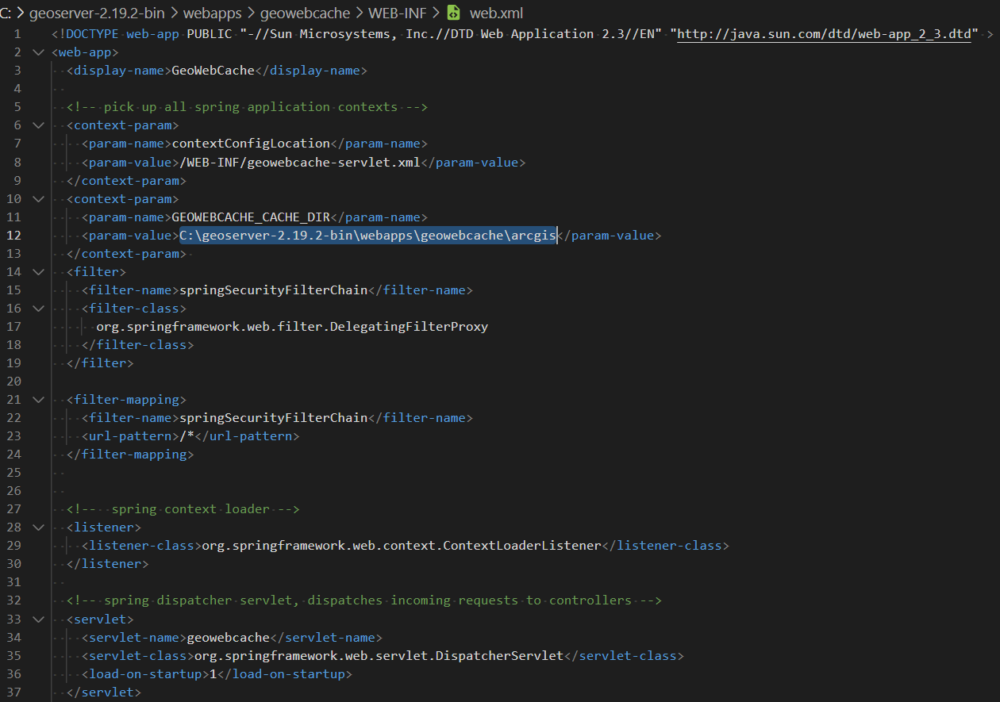 C: > geoserver-2.19.2-bin > webapps > geowebcache > WEB-INF > web.xml
1 <!DOCTYPE web-app PUBLIC "-//Sun Microsystems, Inc.//DTD Web Application 2.3//EN" "http://java.sun.com/dtd/web-app_2_3.dtd" >
2 <web-app>
3   <display-name>GeoWebCache</display-name>
4
5   <!-- pick up all spring application contexts -->
6   <context-param>
7     <param-name>contextConfigLocation</param-name>
8     <param-value>/WEB-INF/geowebcache-servlet.xml</param-value>
9   </context-param>
10   <context-param>
11     <param-name>GEOWEBCACHE_CACHE_DIR</param-name>
12     <param-value>C:\geoserver-2.19.2-bin\webapps\geowebcache\arcgis</param-value>
13   </context-param>
14   <filter>
15     <filter-name>springSecurityFilterChain</filter-name>
16     <filter-class>
17       org.springframework.web.filter.DelegatingFilterProxy
18     </filter-class>
19   </filter>
20
21   <filter-mapping>
22     <filter-name>springSecurityFilterChain</filter-name>
23     <url-pattern>/*</url-pattern>
24   </filter-mapping>
25
26
27   <!--  spring context loader -->
28   <listener>
29     <listener-class>org.springframework.web.context.ContextLoaderListener</listener-class>
30   </listener>
31
32   <!-- spring dispatcher servlet, dispatches incoming requests to controllers -->
33   <servlet>
34     <servlet-name>geowebcache</servlet-name>
35     <servlet-class>org.springframework.web.servlet.DispatcherServlet</servlet-class>
36     <load-on-startup>1</load-on-startup>
37   </servlet>